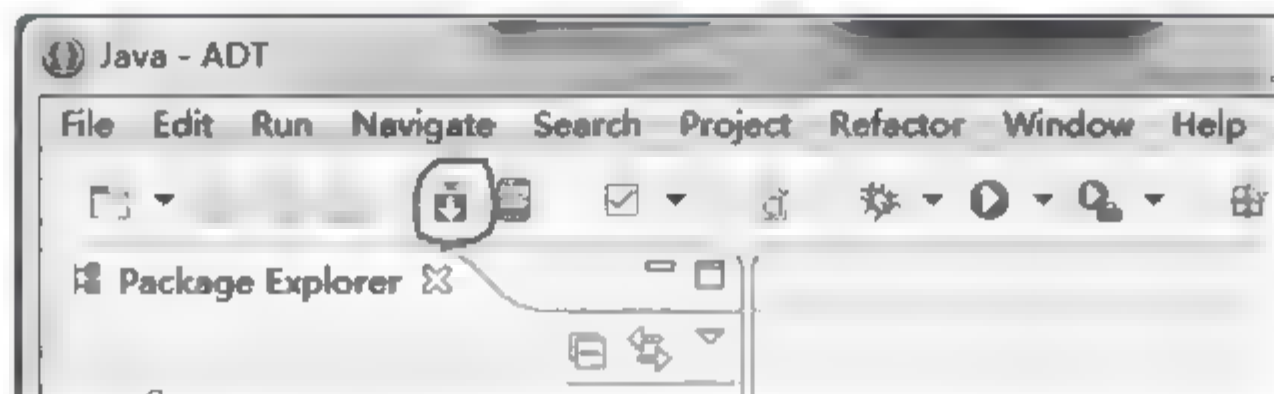 Java - ADT
File Edit Run Navigate Search Project Refactor Window Help
Package Explorer